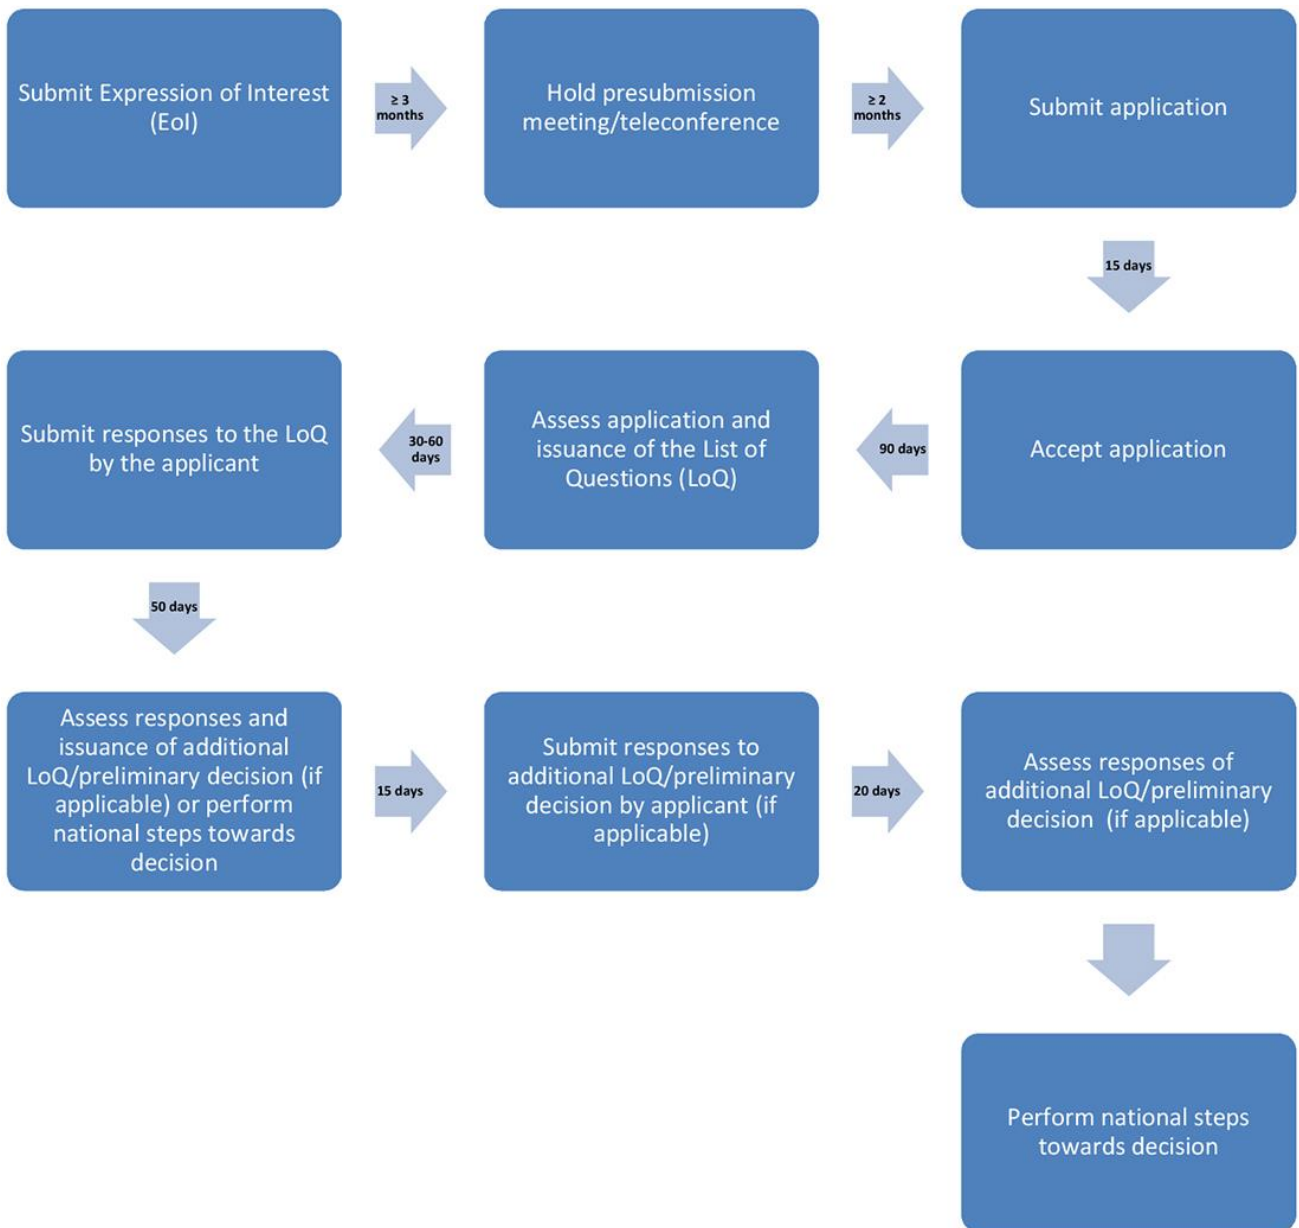 Submit Expression of Interest
(EoI)
≥ 3
months
Hold presubmission
meeting/teleconference
≥ 2
months
Submit application
15 days
Accept application
90 days
Assess application and
issuance of the List of
Questions (LoQ)
30-60
days
Submit responses to the LoQ
by the applicant
50 days
Assess responses and
issuance of additional
LoQ/preliminary decision (if
applicable) or perform
national steps towards
decision
15 days
Submit responses to
additional LoQ/preliminary
decision by applicant (if
applicable)
20 days
Assess responses of
additional LoQ/preliminary
decision  (if applicable)
Perform national steps
towards decision